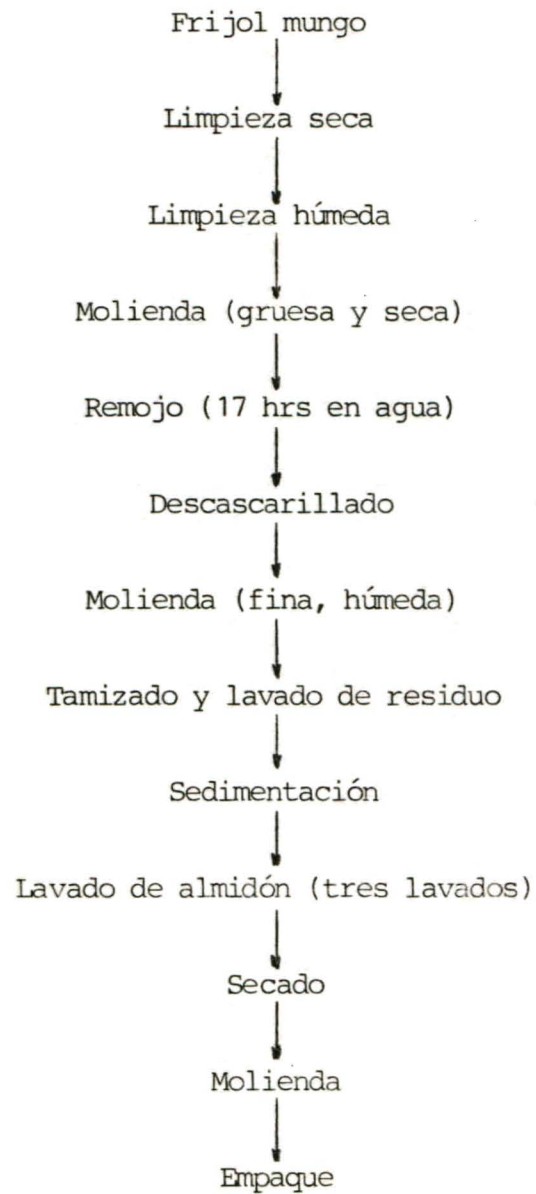 Frijol mungo
Limpieza seca
Limpieza húmeda
Molienda (gruesa y seca)
Remojo (17 hrs en agua)
Descascarillado
Molienda (fina, húmeda)
Tamizado y lavado de residuo
Sedimentación
Lavado de almidón (tres lavados)
Secado
Molienda
Empaque